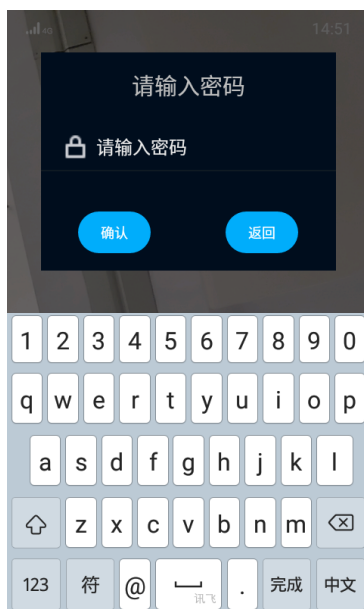 4G 14:51
请输入密码
请输入密码
确认 返回
1 2 3 4 5 6 7 8 9 0
q w e r t y u i o p
a s d f g h j k l
z x c v b n m
123 符 @ 讯飞 . 完成 中文